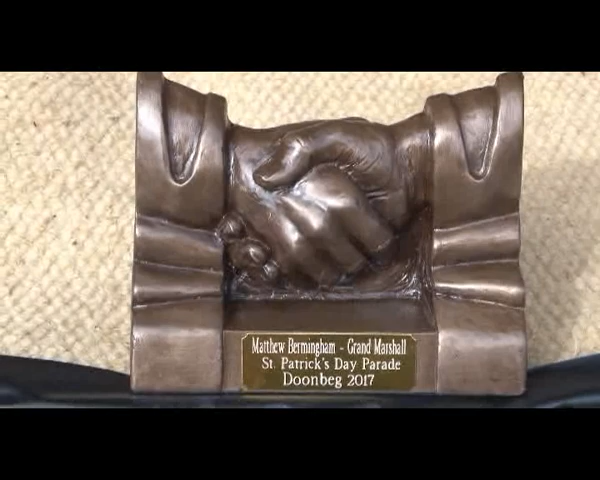 Matthew Bermingham - Grand Marshall
St. Patrick's Day Parade
Doonbeg 2017